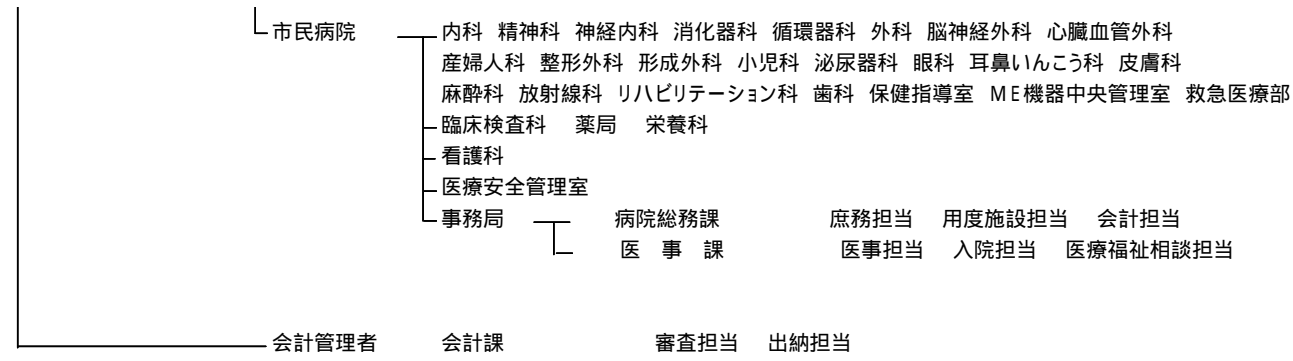 市民病院 内科 精神科 神経内科 消化器科 循環器科 外科 脳神経外科 心臓血管外科
産婦人科 整形外科 形成外科 小児科 泌尿器科 眼科 耳鼻いんこう科 皮膚科
麻酔科 放射線科 リハビリテーション科 歯科 保健指導室 ME機器中央管理室 救急医療部
臨床検査科 薬局 栄養科
看護科
医療安全管理室
事務局 病院総務課 庶務担当 用度施設担当 会計担当
医 事 課 医事担当 入院担当 医療福祉相談担当
会計管理者 会計課 審査担当 出納担当